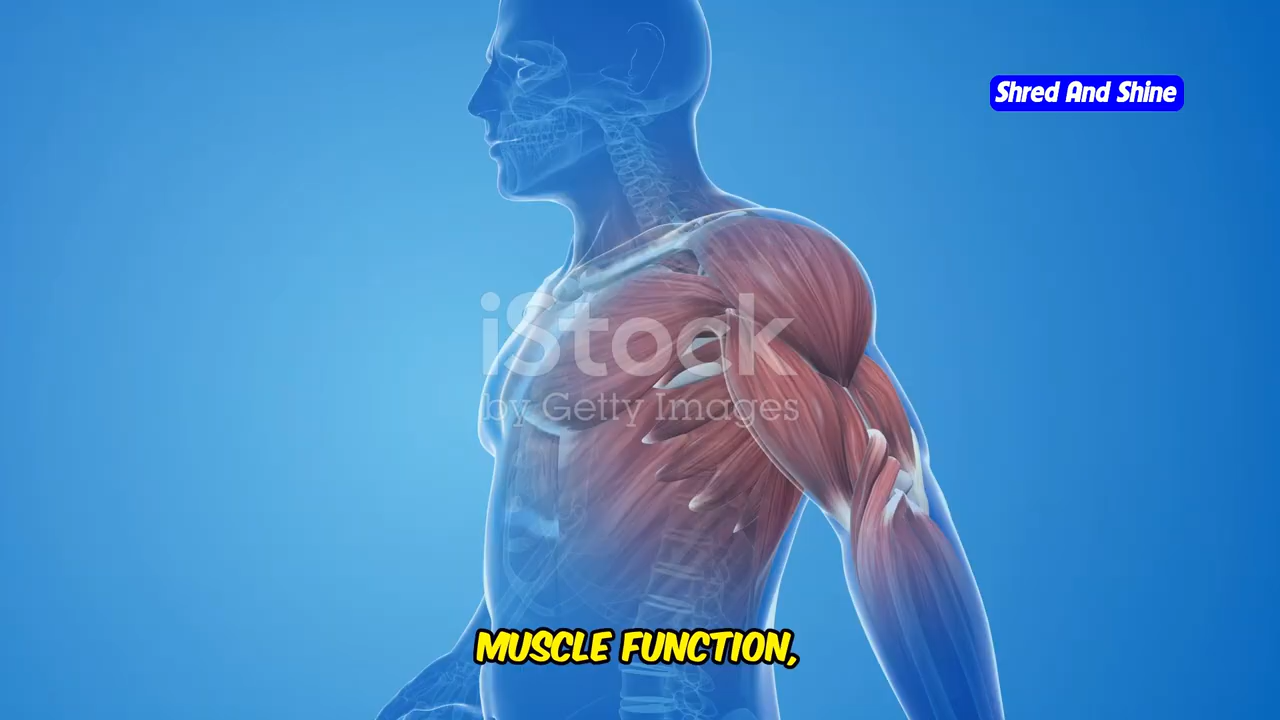 Shred And Shine
iStock
by Getty Images
MUSCLE FUNCTION,